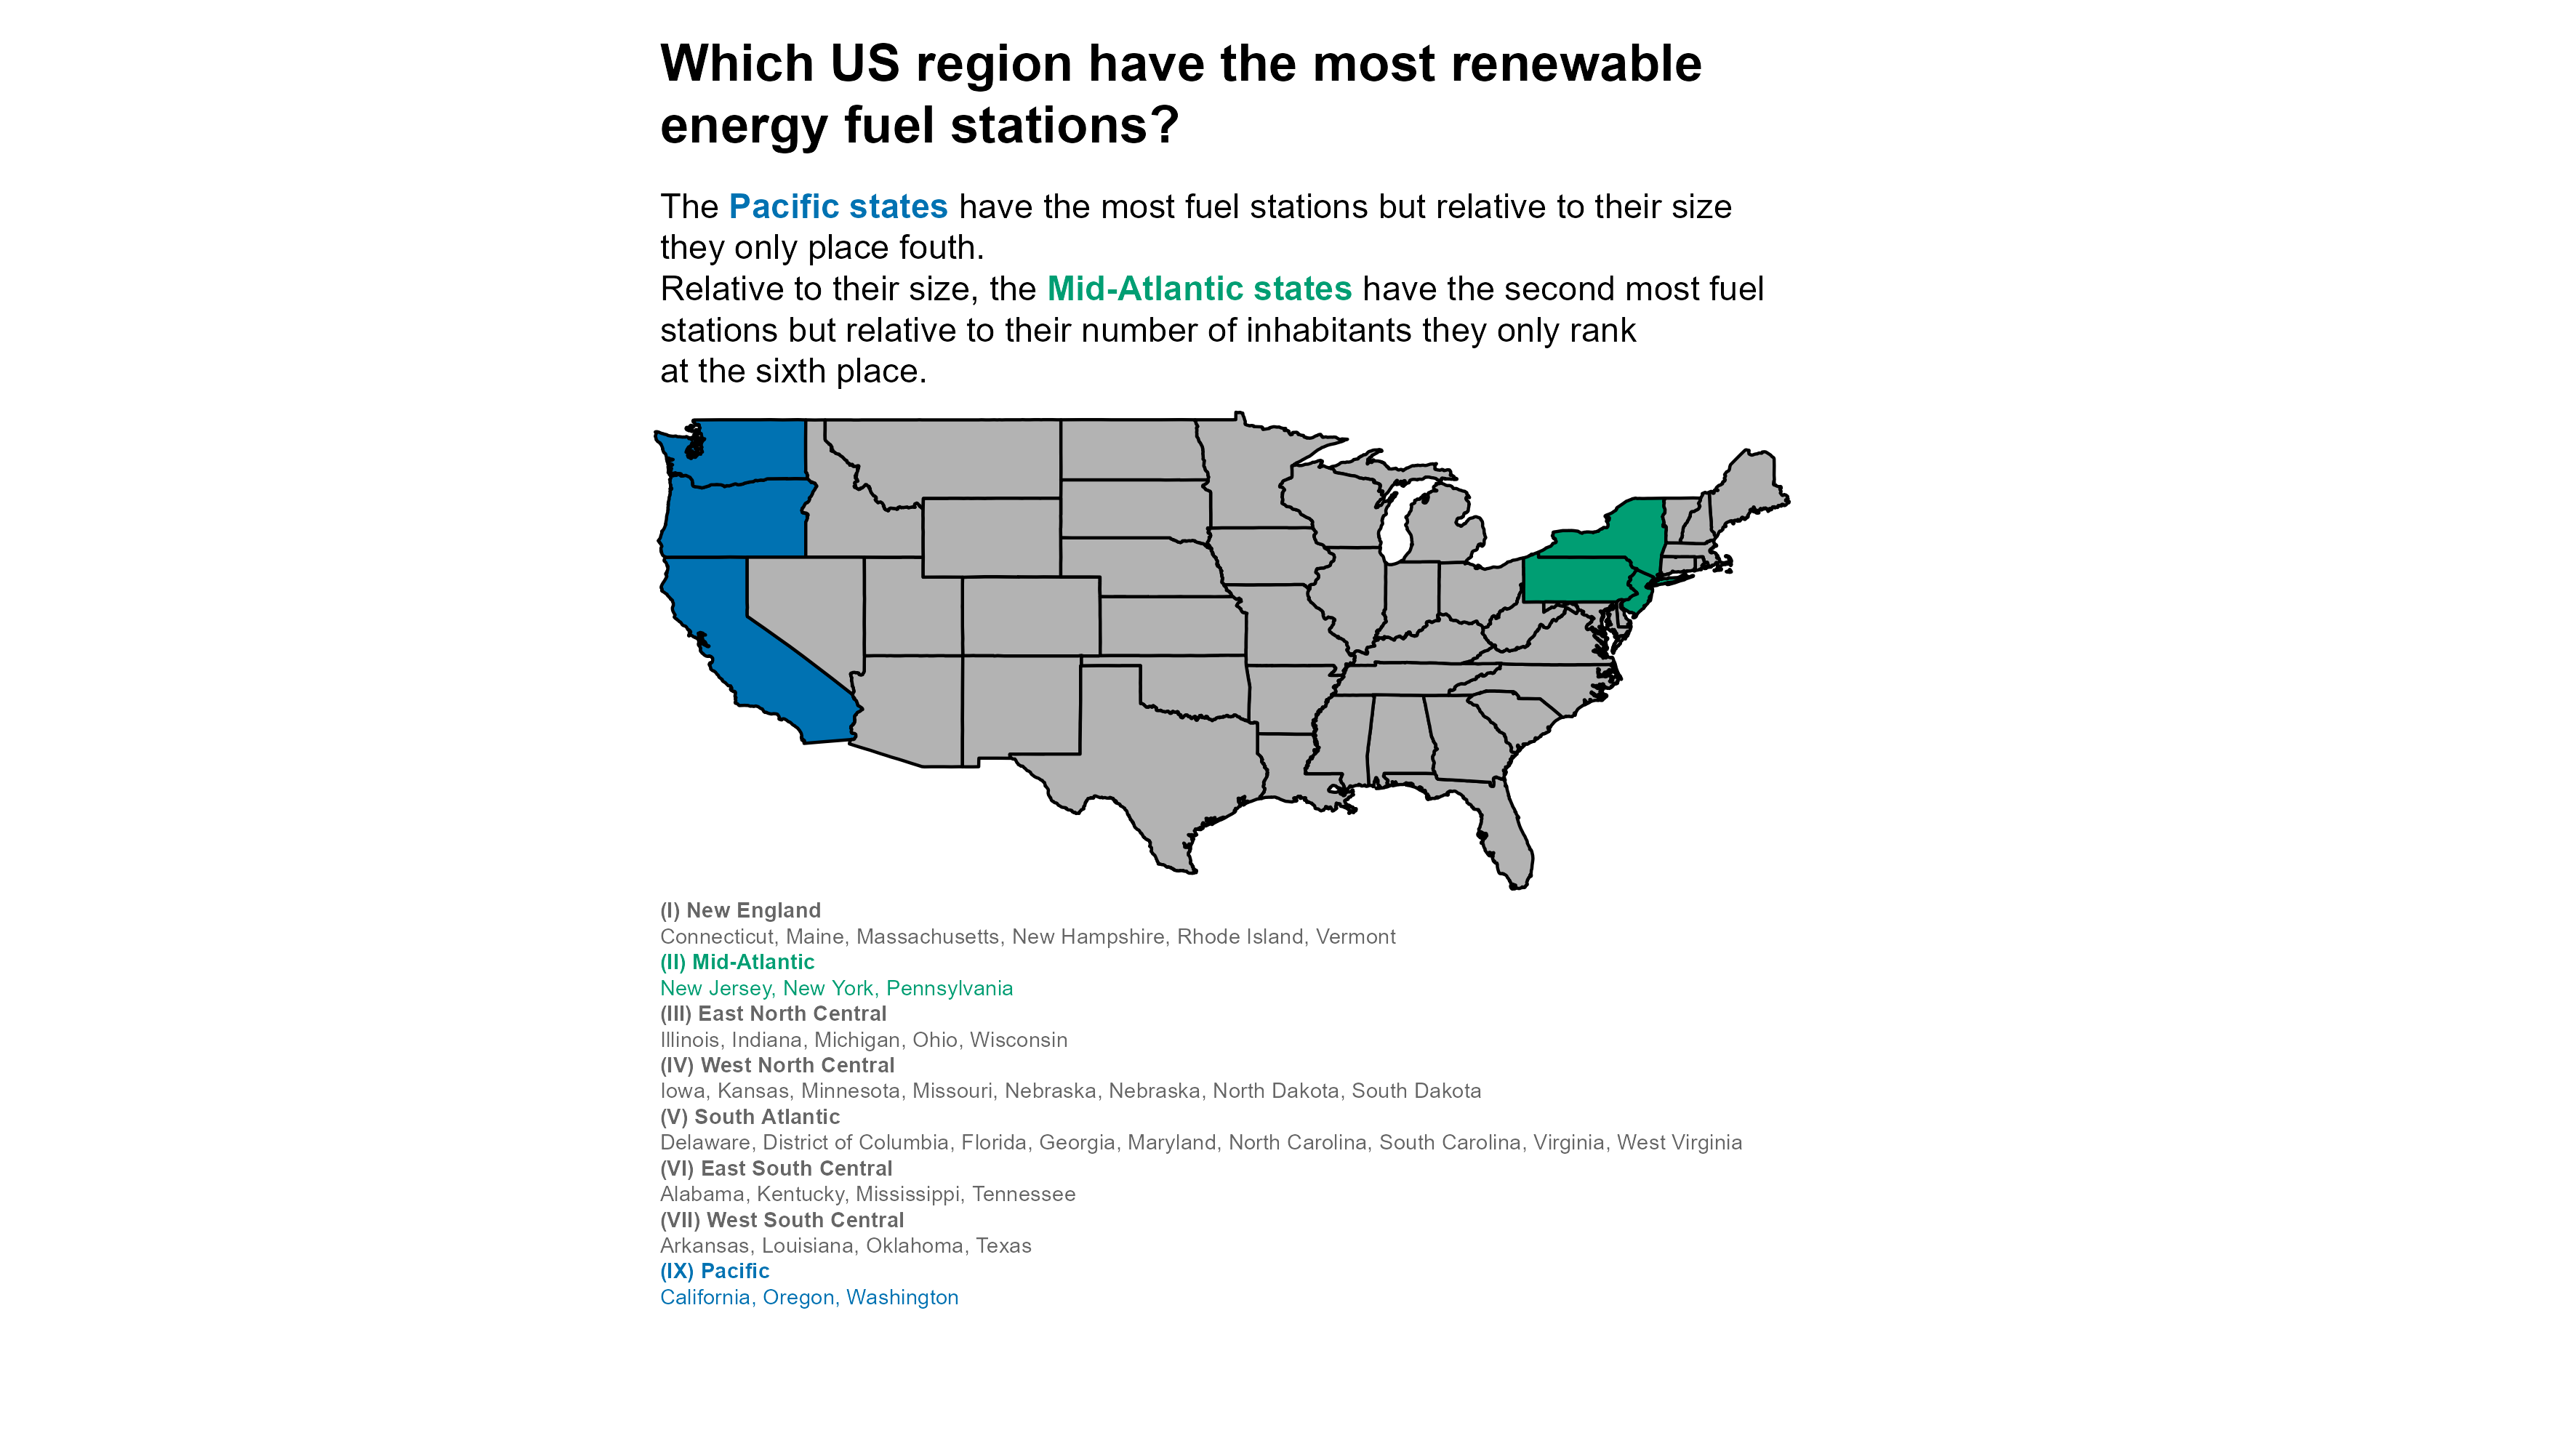 Which US region have the most renewable
energy fuel stations?
The Pacific states have the most fuel stations but relative to their size
they only place fouth.
Relative to their size, the Mid-Atlantic states have the second most fuel
stations but relative to their number of inhabitants they only rank
at the sixth place.
(I) New England
Connecticut, Maine, Massachusetts, New Hampshire, Rhode Island, Vermont
(II) Mid-Atlantic
New Jersey, New York, Pennsylvania
(III) East North Central
Illinois, Indiana, Michigan, Ohio, Wisconsin
(IV) West North Central
Iowa, Kansas, Minnesota, Missouri, Nebraska, Nebraska, North Dakota, South Dakota
(V) South Atlantic
Delaware, District of Columbia, Florida, Georgia, Maryland, North Carolina, South Carolina, Virginia, West Virginia
(VI) East South Central
Alabama, Kentucky, Mississippi, Tennessee
(VII) West South Central
Arkansas, Louisiana, Oklahoma, Texas
(IX) Pacific
California, Oregon, Washington